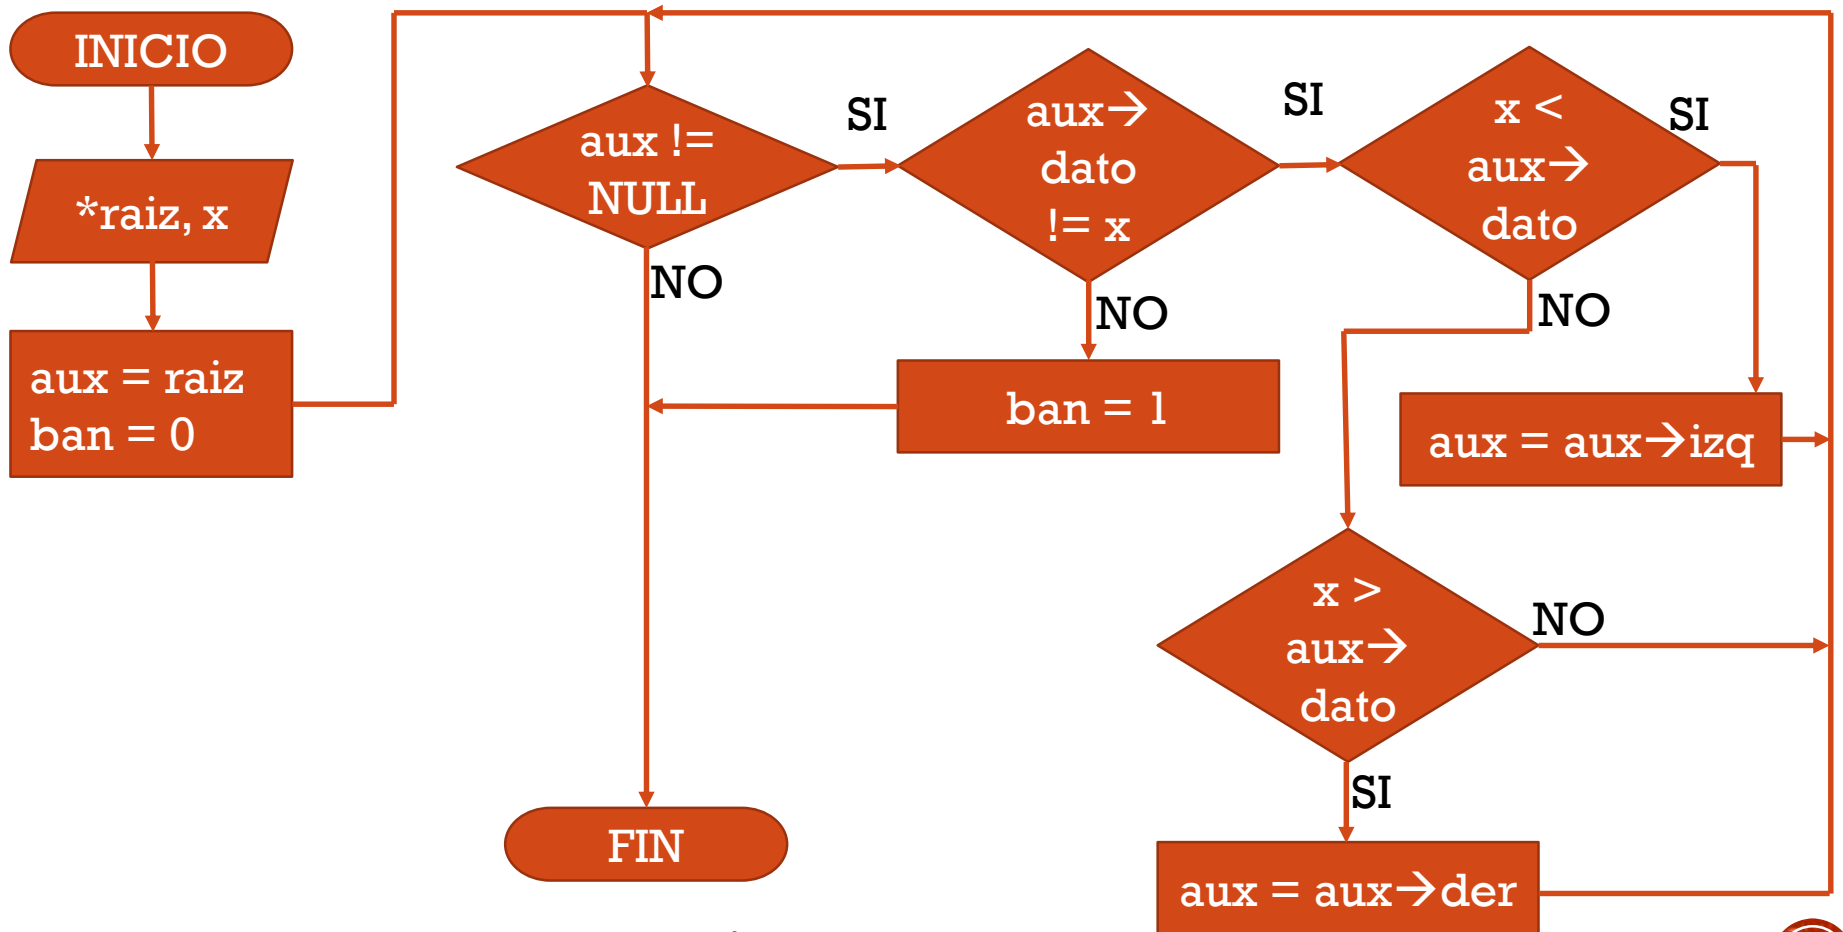 INICIO
*raiz, x
aux = raiz
ban = 0
aux !=
NULL
SI
NO
aux→
dato
!= x
SI
NO
ban = 1
x <
aux→
dato
SI
NO
aux = aux→izq
x >
aux→
dato
NO
SI
aux = aux→der
FIN